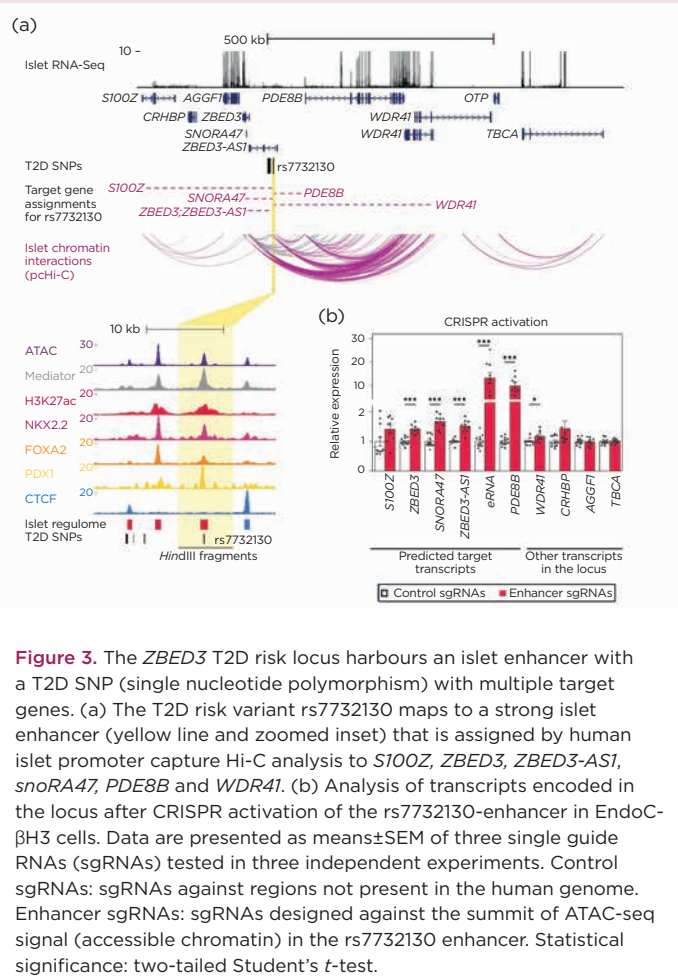 (a)
500 kb
10
Islet RNA-Seq
S100Z AGGF1 PDE8B OTP
CRHBP ZBED3 WDR41
SNORA47 WDR41 TBCA
ZBED3-AS1
T2D SNPs rs7732130
Target gene
assignments
for rs7732130
S100Z
PDE8B
SNORA47
WDR41
ZBED3;ZBED3-AS1
Islet chromatin
interactions
(pcHi-C)
10 kb
ATAC 30
Mediator 20
H3K27ac 20
NKX2.2 20
FOXA2 20
PDX1 20
CTCF 20
Islet regulome
T2D SNPs rs7732130
HindIII fragments
(b)
CRISPR activation
Relative expression
30
20
10
2
1
0
*** *** *** *** *** *
S100Z ZBED3 SNORA47 ZBED3-AS1 eRNA PDE8B WDR41 CRHBP AGGF1 TBCA
Predicted target
transcripts
Other transcripts
in the locus
Control sgRNAs Enhancer sgRNAs
Figure 3. The ZBED3 T2D risk locus harbours an islet enhancer with
a T2D SNP (single nucleotide polymorphism) with multiple target
genes. (a) The T2D risk variant rs7732130 maps to a strong islet
enhancer (yellow line and zoomed inset) that is assigned by human
islet promoter capture Hi-C analysis to S100Z, ZBED3, ZBED3-AS1,
snoRA47, PDE8B and WDR41. (b) Analysis of transcripts encoded in
the locus after CRISPR activation of the rs7732130-enhancer in EndoC-
βH3 cells. Data are presented as means±SEM of three single guide
RNAs (sgRNAs) tested in three independent experiments. Control
sgRNAs: sgRNAs against regions not present in the human genome.
Enhancer sgRNAs: sgRNAs designed against the summit of ATAC-seq
signal (accessible chromatin) in the rs7732130 enhancer. Statistical
significance: two-tailed Student's t-test.